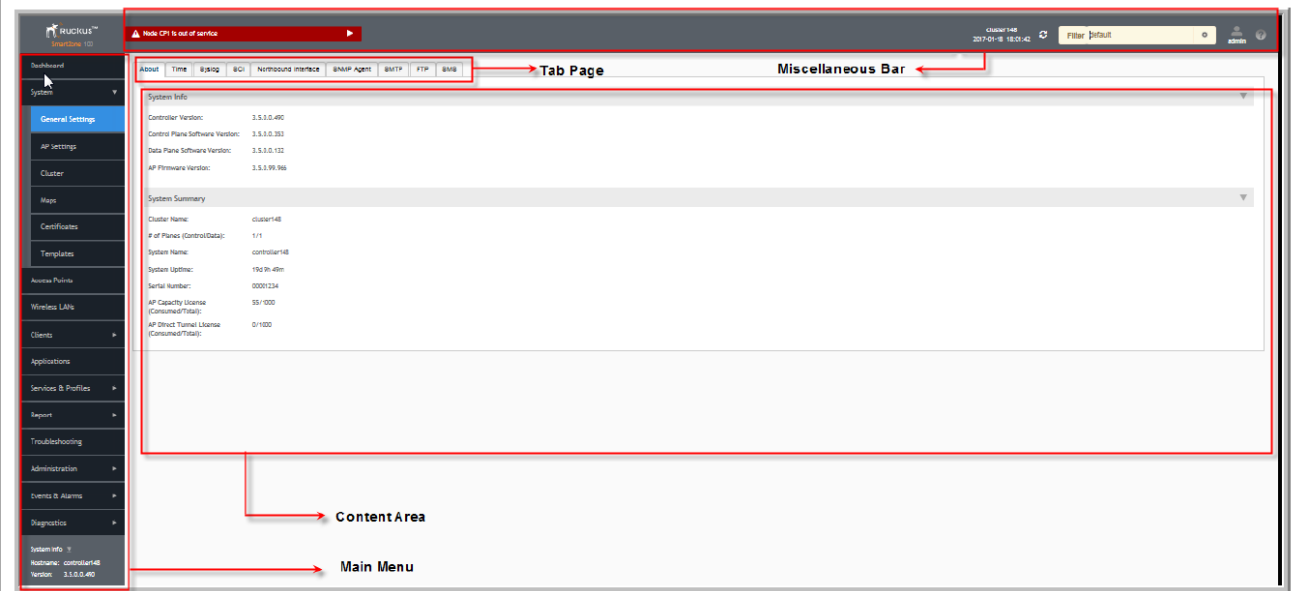 RUCKUS™
SmartZone 100
Node CP1 is out of service
cluster148
2017-01-18 18:01:42
Filter default
admin
Dashboard
System
General Settings
AP Settings
Cluster
Maps
Certificates
Templates
Access Points
Wireless LANs
Clients
Applications
Services & Profiles
Report
Troubleshooting
Administration
Events & Alarms
Diagnostics
System Info
Hostname: controller148
Version: 3.5.0.0.490
About Time Syslog SCI Northbound Interface SNMP Agent SMTP FTP SMS
Tab Page
Miscellaneous Bar
System Info
Controller Version: 3.5.0.0.490
Control Plane Software Version: 3.5.0.0.353
Data Plane Software Version: 3.5.0.0.132
AP Firmware Version: 3.5.0.99.966
System Summary
Cluster Name: cluster148
# of Planes (Control/Data): 1/1
System Name: controller148
System Uptime: 19d 9h 49m
Serial Number: 00001234
AP Capacity License
(Consumed/Total): 55/1000
AP Direct Tunnel License
(Consumed/Total): 0/1000
Content Area
Main Menu